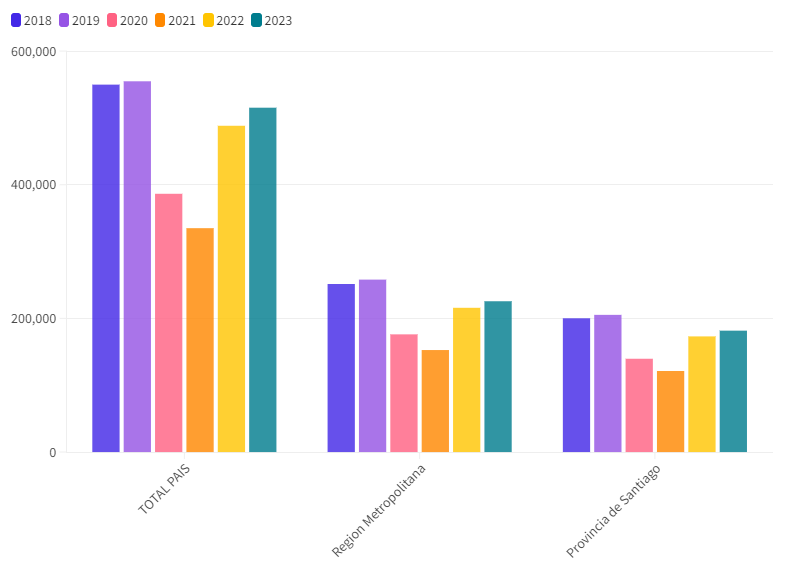 2018 2019 2020 2021 2022 2023
600,000
400,000
200,000
0
TOTAL PAIS
Region Metropolitana
Provincia de Santiago